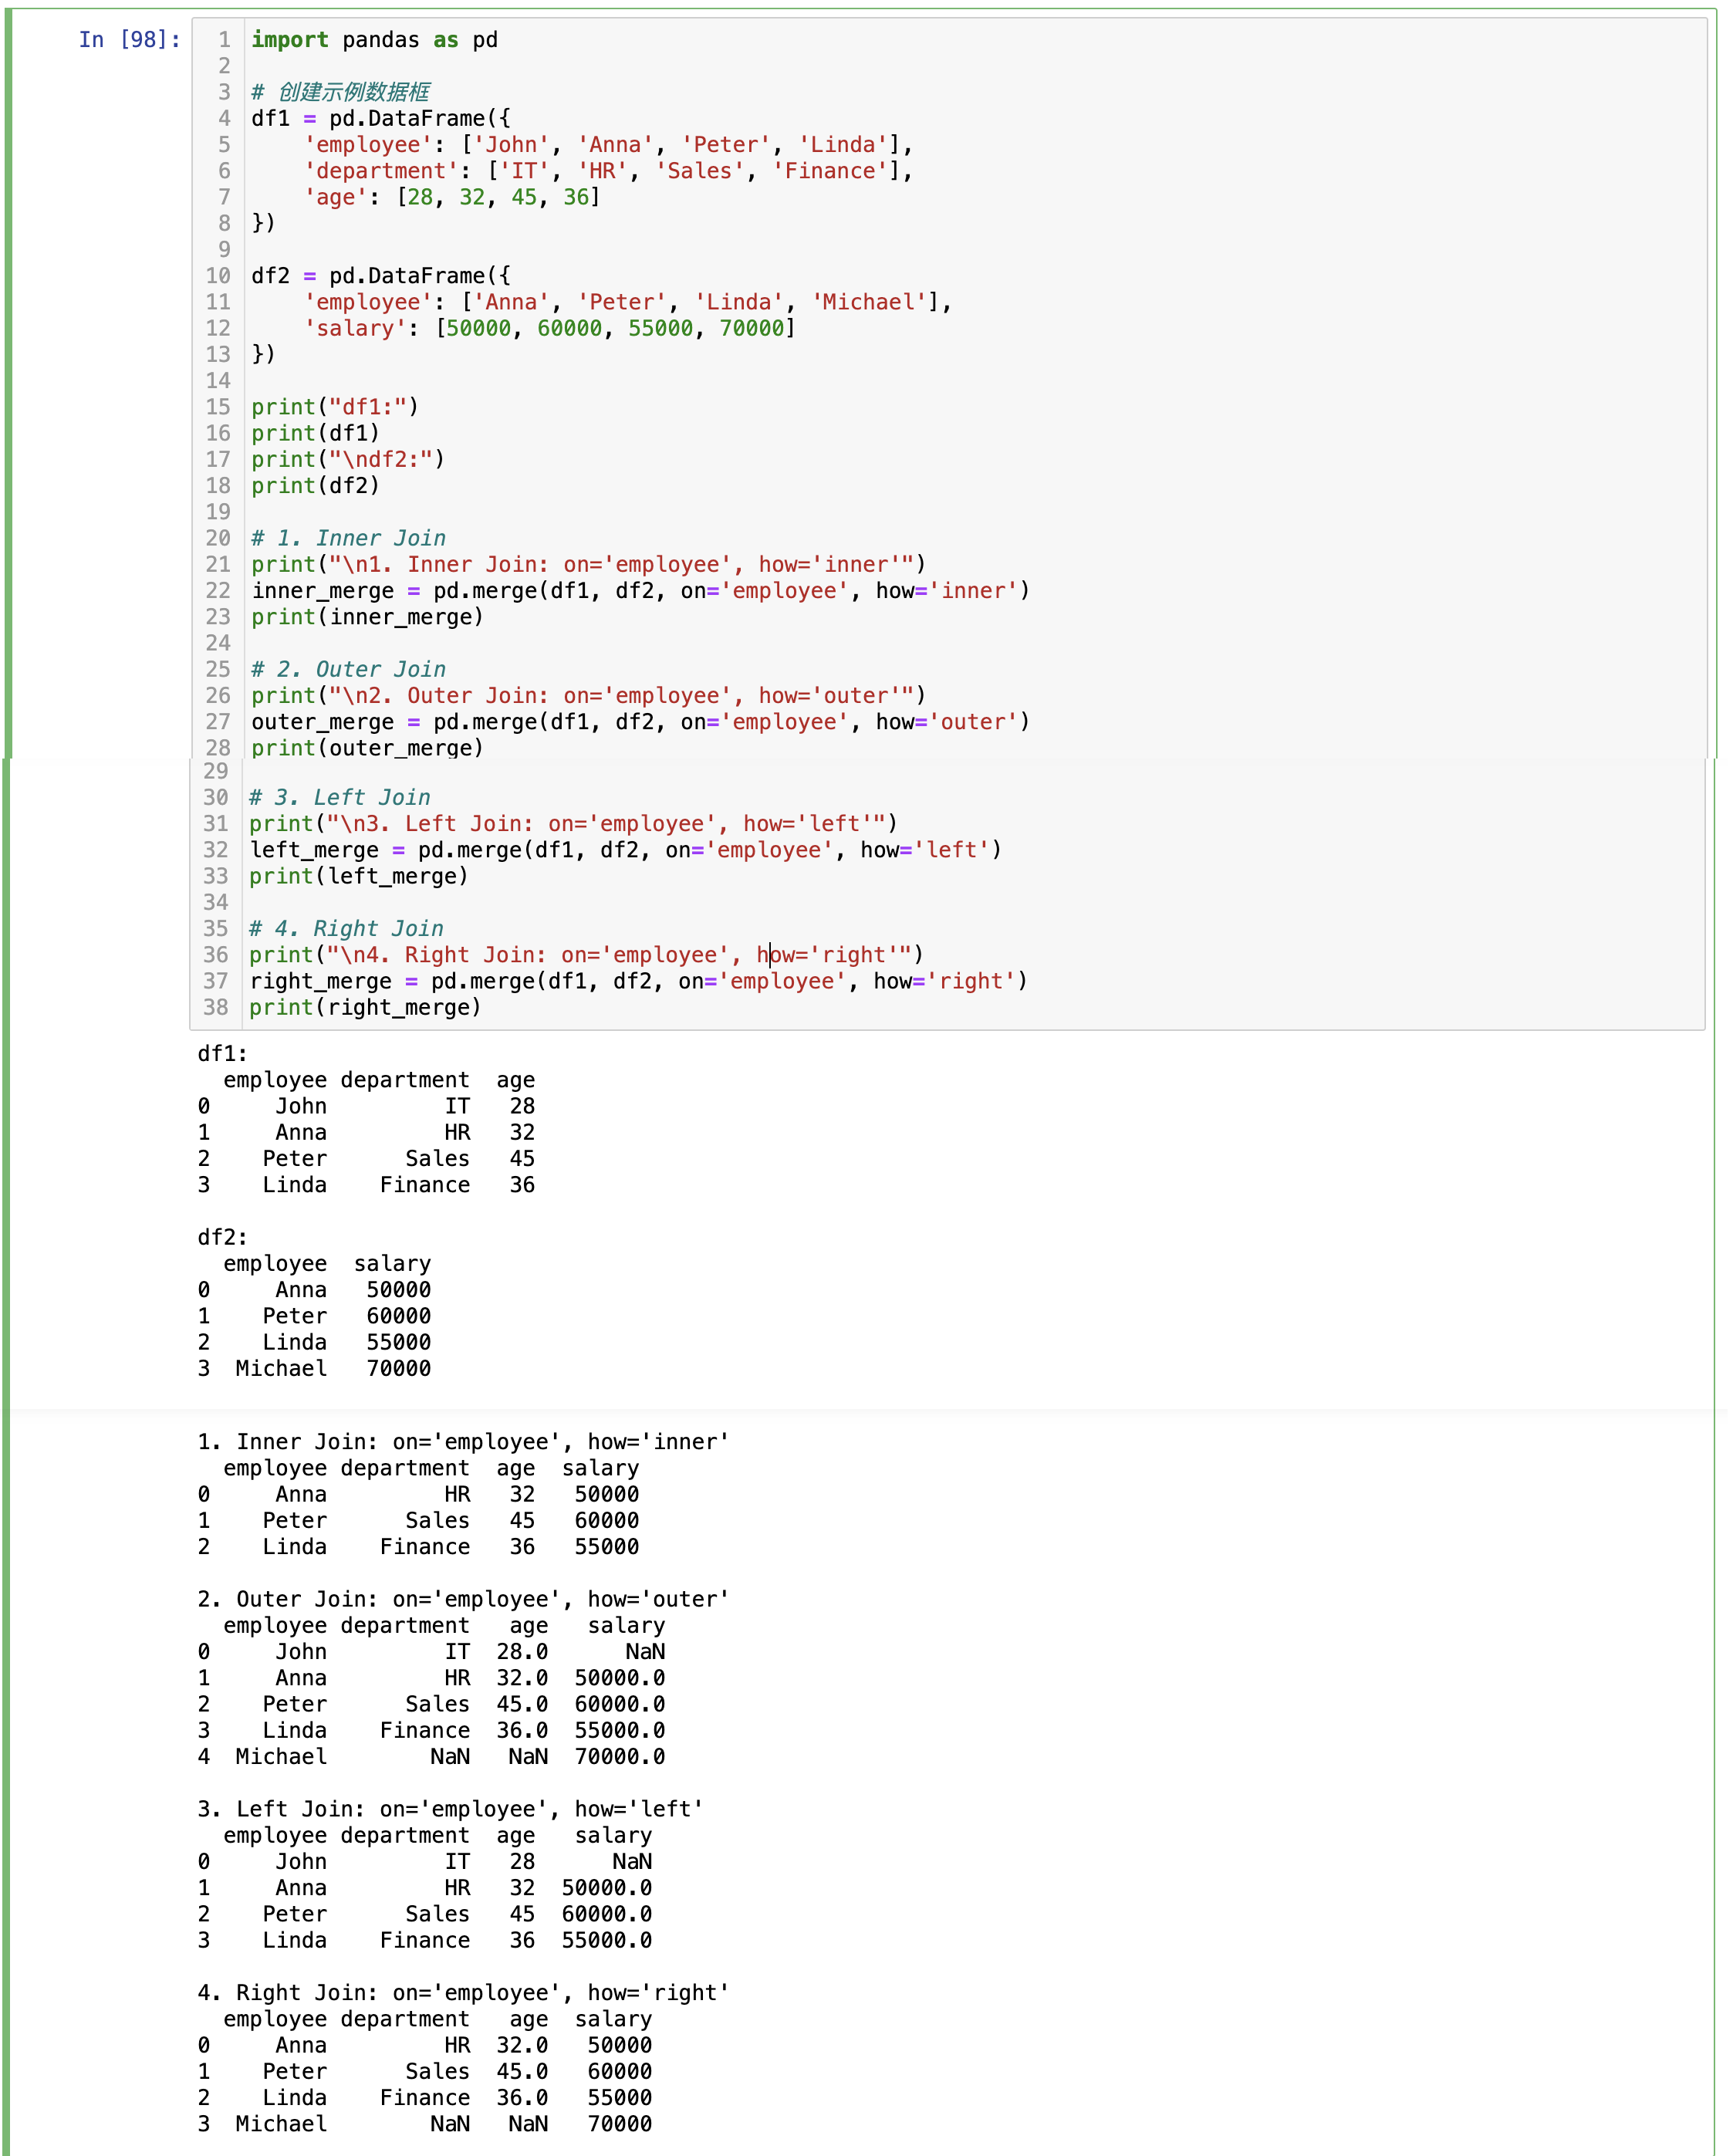 In [98]:
1 import pandas as pd
2
3 # 创建示例数据框
4 df1 = pd.DataFrame({
5     'employee': ['John', 'Anna', 'Peter', 'Linda'],
6     'department': ['IT', 'HR', 'Sales', 'Finance'],
7     'age': [28, 32, 45, 36]
8 })
9
10 df2 = pd.DataFrame({
11     'employee': ['Anna', 'Peter', 'Linda', 'Michael'],
12     'salary': [50000, 60000, 55000, 70000]
13 })
14
15 print("df1:")
16 print(df1)
17 print("\ndf2:")
18 print(df2)
19
20 # 1. Inner Join
21 print("\n1. Inner Join: on='employee', how='inner'")
22 inner_merge = pd.merge(df1, df2, on='employee', how='inner')
23 print(inner_merge)
24
25 # 2. Outer Join
26 print("\n2. Outer Join: on='employee', how='outer'")
27 outer_merge = pd.merge(df1, df2, on='employee', how='outer')
28 print(outer_merge)
29
30 # 3. Left Join
31 print("\n3. Left Join: on='employee', how='left'")
32 left_merge = pd.merge(df1, df2, on='employee', how='left')
33 print(left_merge)
34
35 # 4. Right Join
36 print("\n4. Right Join: on='employee', how='right'")
37 right_merge = pd.merge(df1, df2, on='employee', how='right')
38 print(right_merge)
df1:
  employee department  age
0     John         IT   28
1     Anna         HR   32
2    Peter      Sales   45
3    Linda    Finance   36
df2:
  employee  salary
0     Anna   50000
1    Peter   60000
2    Linda   55000
3  Michael   70000
1. Inner Join: on='employee', how='inner'
  employee department  age  salary
0     Anna         HR   32   50000
1    Peter      Sales   45   60000
2    Linda    Finance   36   55000
2. Outer Join: on='employee', how='outer'
  employee department   age   salary
0     John         IT  28.0      NaN
1     Anna         HR  32.0  50000.0
2    Peter      Sales  45.0  60000.0
3    Linda    Finance  36.0  55000.0
4  Michael        NaN   NaN  70000.0
3. Left Join: on='employee', how='left'
  employee department  age   salary
0     John         IT   28      NaN
1     Anna         HR   32  50000.0
2    Peter      Sales   45  60000.0
3    Linda    Finance   36  55000.0
4. Right Join: on='employee', how='right'
  employee department   age  salary
0     Anna         HR  32.0   50000
1    Peter      Sales  45.0   60000
2    Linda    Finance  36.0   55000
3  Michael        NaN   NaN   70000